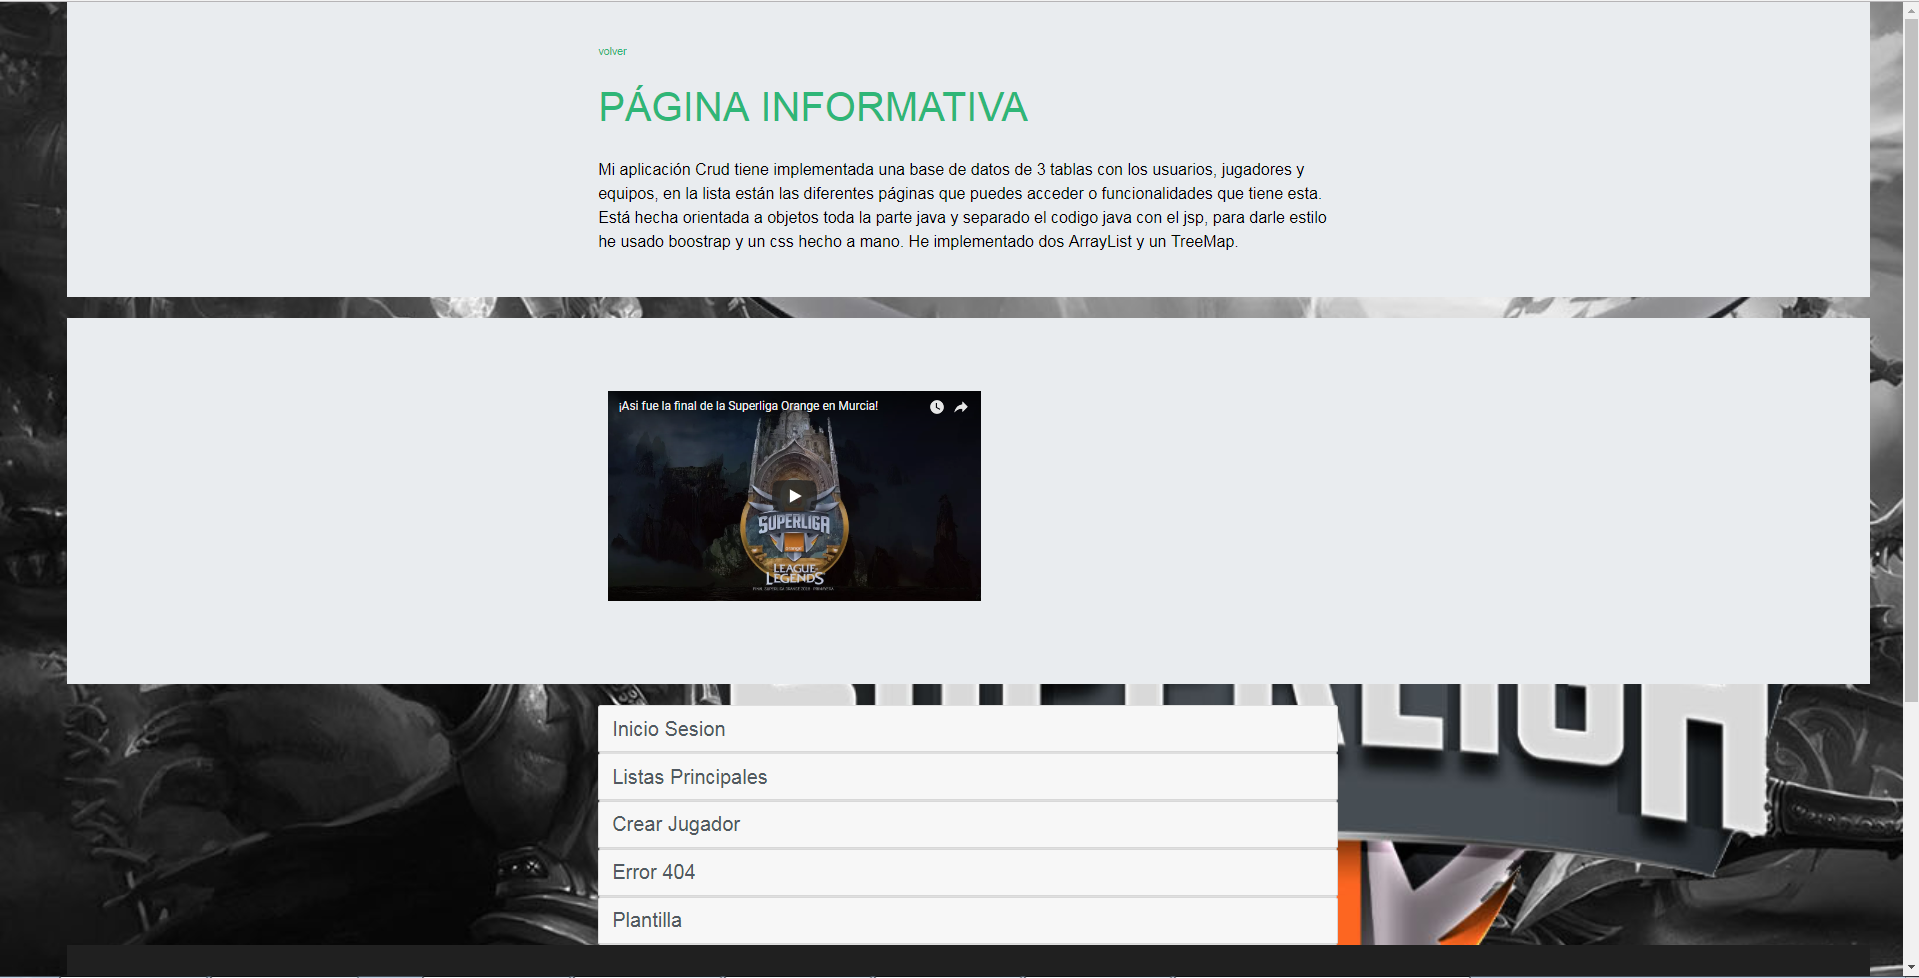 volver
PÁGINA INFORMATIVA
Mi aplicación Crud tiene implementada una base de datos de 3 tablas con los usuarios, jugadores y
equipos, en la lista están las diferentes páginas que puedes acceder o funcionalidades que tiene esta.
Está hecha orientada a objetos toda la parte java y separado el codigo java con el jsp, para darle estilo
he usado boostrap y un css hecho a mano. He implementado dos ArrayList y un TreeMap.
¡Asi fue la final de la Superliga Orange en Murcia!
SUPERLIGA
orange
LEAGUE
LEGENDS
Inicio Sesion
Listas Principales
Crear Jugador
Error 404
Plantilla